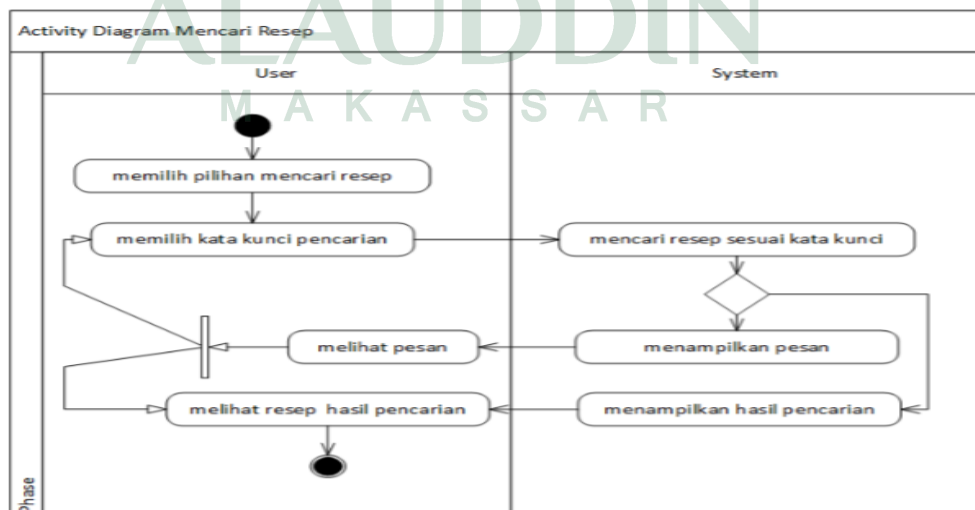 ALAUDDIN
MAKASSAR
Activity Diagram Mencari Resep
User
System
memilih pilihan mencari resep
memilih kata kunci pencarian
mencari resep sesuai kata kunci
melihat pesan
menampilkan pesan
melihat resep hasil pencarian
menampilkan hasil pencarian
Phase